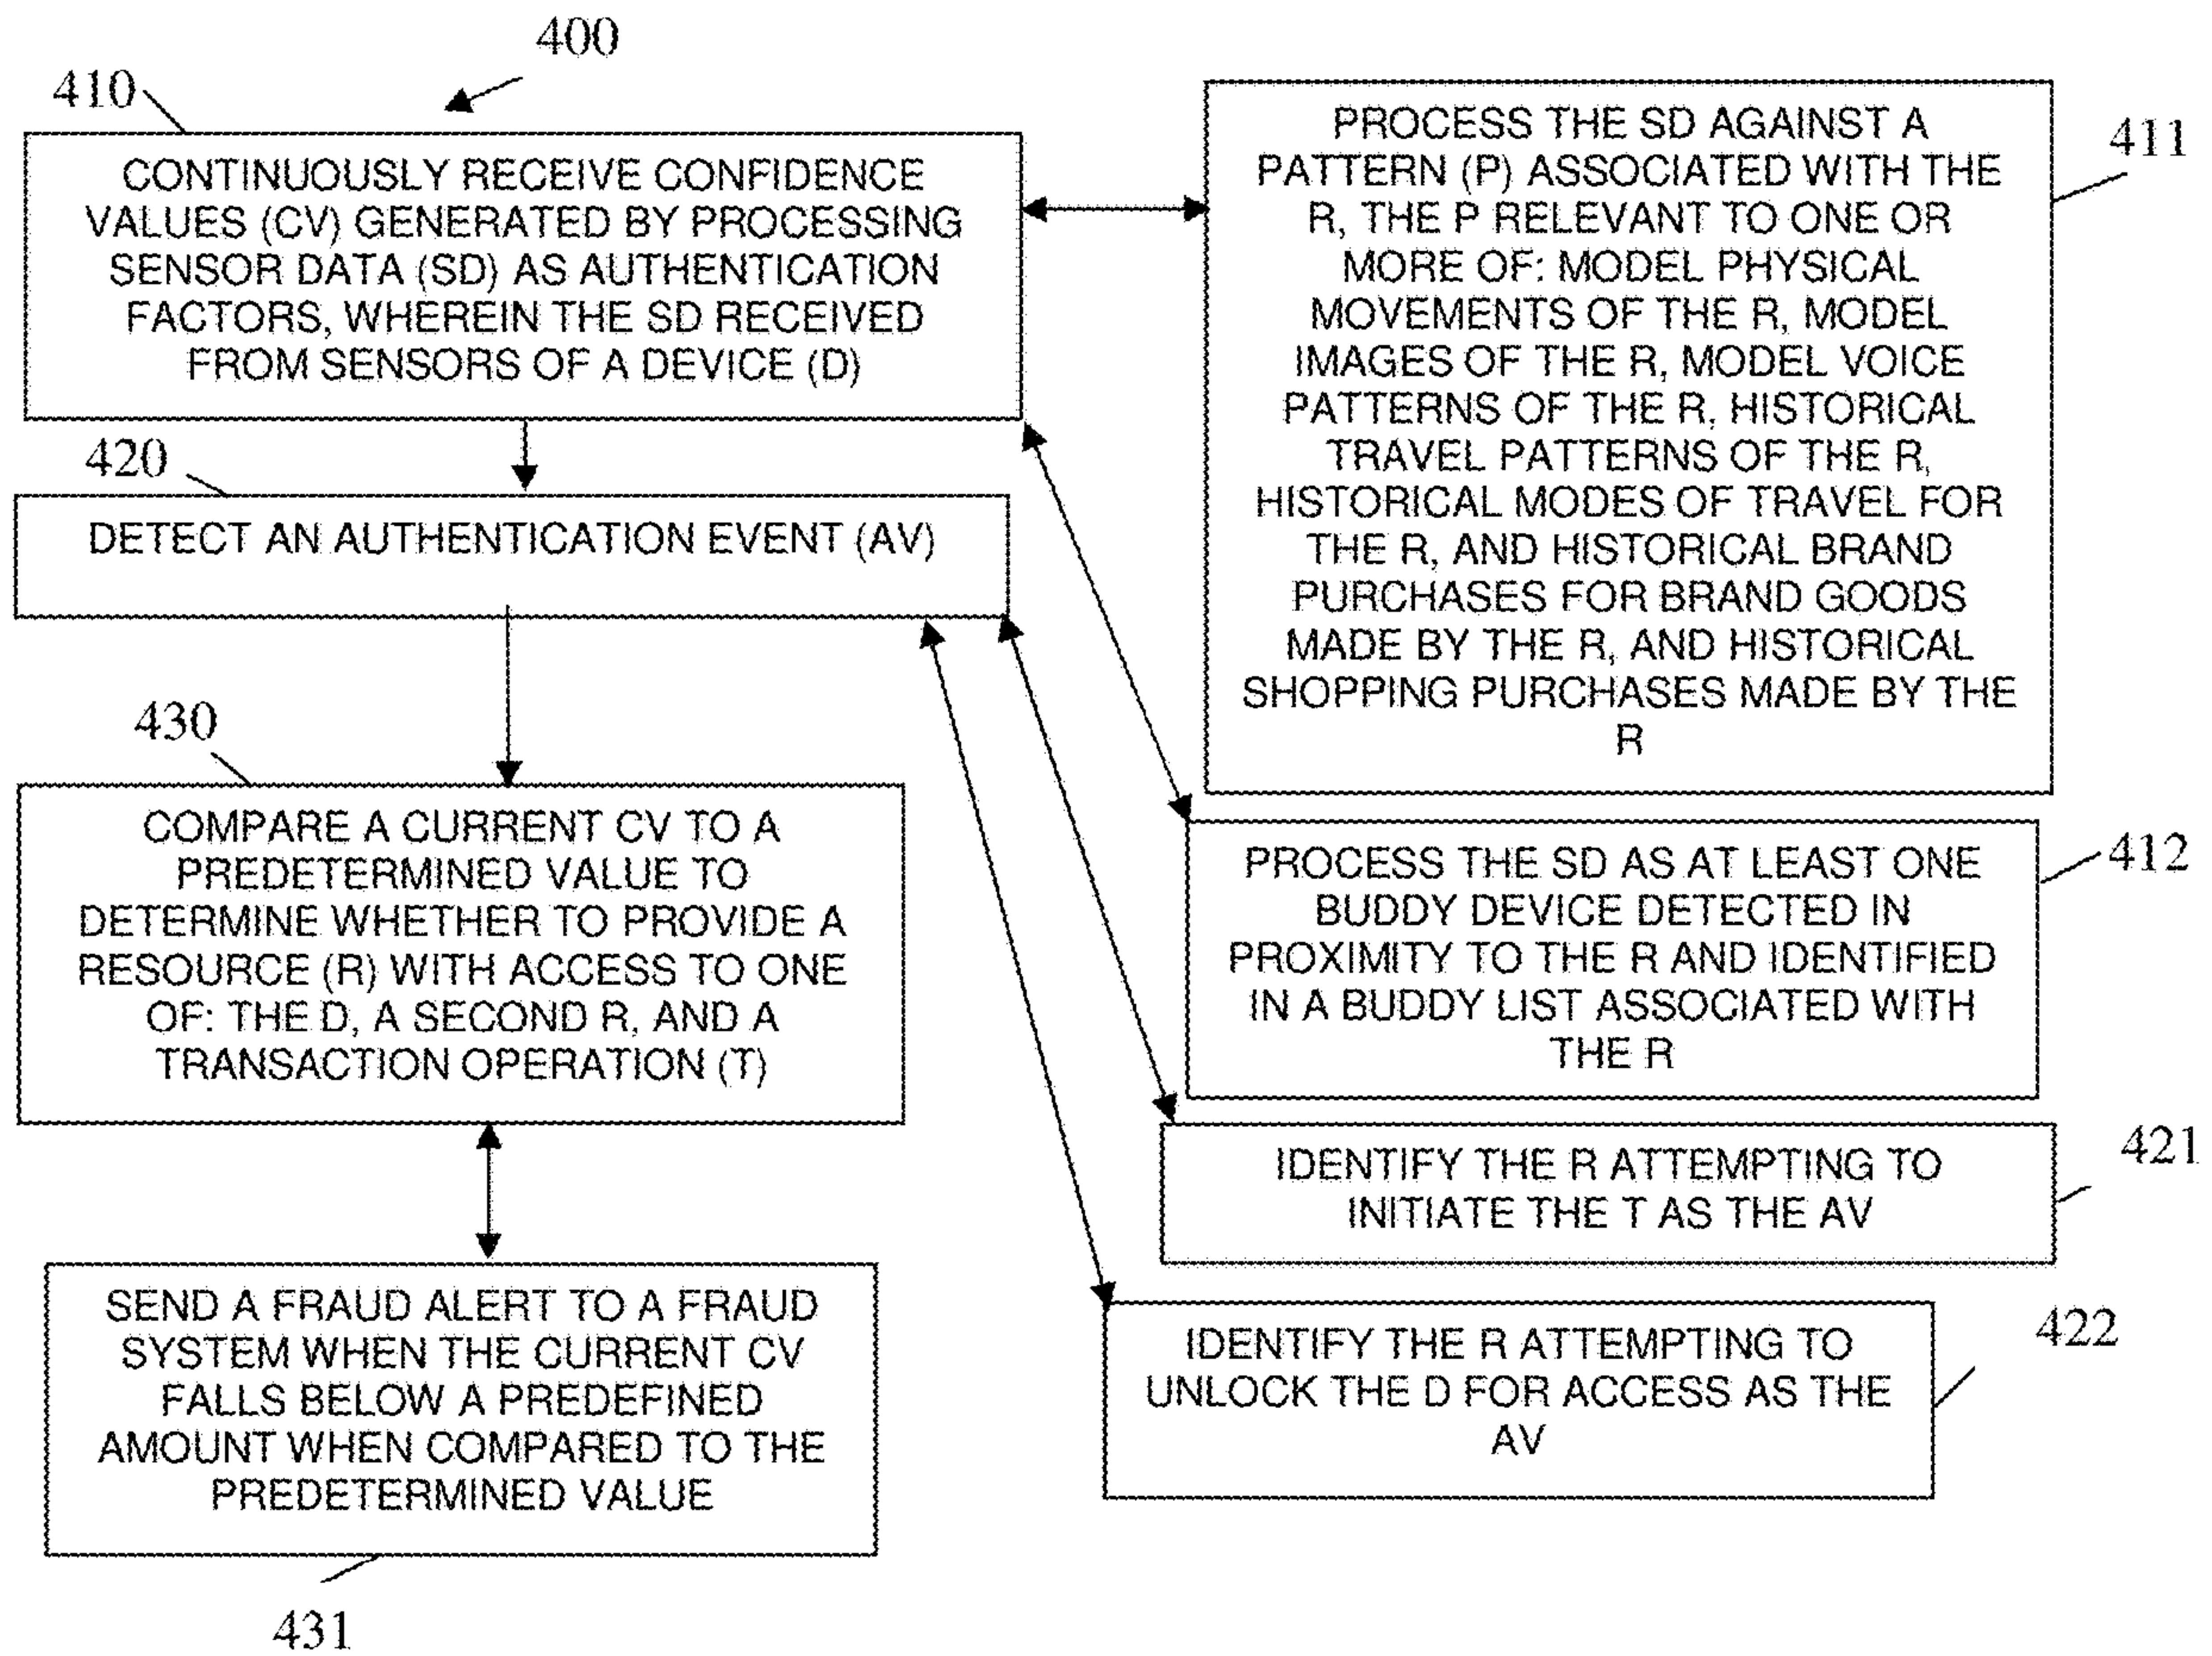 400
410
CONTINUOUSLY RECEIVE CONFIDENCE
VALUES (CV) GENERATED BY PROCESSING
SENSOR DATA (SD) AS AUTHENTICATION
FACTORS, WHEREIN THE SD RECEIVED
FROM SENSORS OF A DEVICE (D)
420
DETECT AN AUTHENTICATION EVENT (AV)
430
COMPARE A CURRENT CV TO A
PREDETERMINED VALUE TO
DETERMINE WHETHER TO PROVIDE A
RESOURCE (R) WITH ACCESS TO ONE
OF: THE D, A SECOND R, AND A
TRANSACTION OPERATION (T)
SEND A FRAUD ALERT TO A FRAUD
SYSTEM WHEN THE CURRENT CV
FALLS BELOW A PREDEFINED
AMOUNT WHEN COMPARED TO THE
PREDETERMINED VALUE
431
PROCESS THE SD AGAINST A
PATTERN (P) ASSOCIATED WITH THE
R, THE P RELEVANT TO ONE OR
MORE OF: MODEL PHYSICAL
MOVEMENTS OF THE R, MODEL
IMAGES OF THE R, MODEL VOICE
PATTERNS OF THE R, HISTORICAL
TRAVEL PATTERNS OF THE R,
HISTORICAL MODES OF TRAVEL FOR
THE R, AND HISTORICAL BRAND
PURCHASES FOR BRAND GOODS
MADE BY THE R, AND HISTORICAL
SHOPPING PURCHASES MADE BY THE
R
411
PROCESS THE SD AS AT LEAST ONE
BUDDY DEVICE DETECTED IN
PROXIMITY TO THE R AND IDENTIFIED
IN A BUDDY LIST ASSOCIATED WITH
THE R
412
IDENTIFY THE R ATTEMPTING TO
INITIATE THE T AS THE AV
421
IDENTIFY THE R ATTEMPTING TO
UNLOCK THE D FOR ACCESS AS THE
AV
422